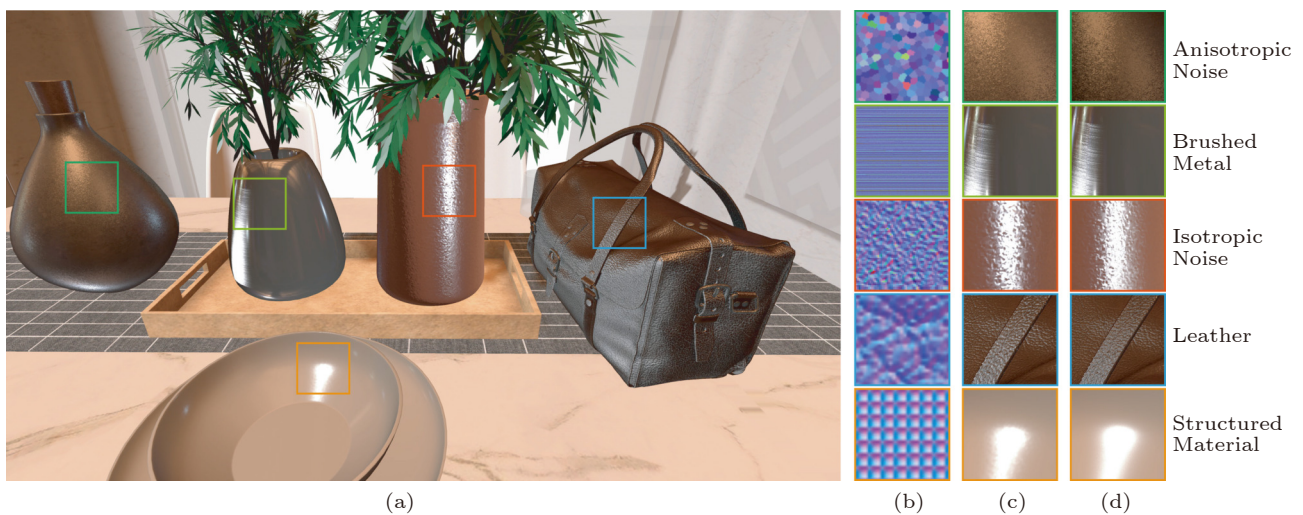 Anisotropic
Noise
Brushed
Metal
Isotropic
Noise
Leather
Structured
Material
(a)
(b)
(c)
(d)